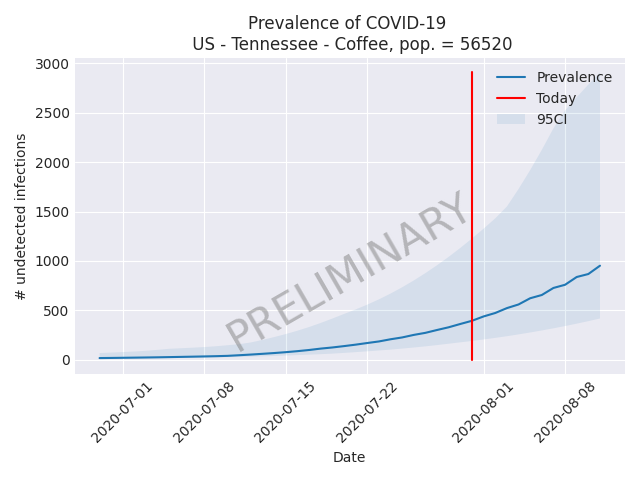 Prevalence of COVID-19
US - Tennessee - Coffee, pop. = 56520
3000
2500
2000
1500
1000
500
0
# undetected infections
Prevalence
Today
95CI
PRELIMINARY
2020-07-01
2020-07-08
2020-07-15
2020-07-22
2020-08-01
2020-08-08
Date